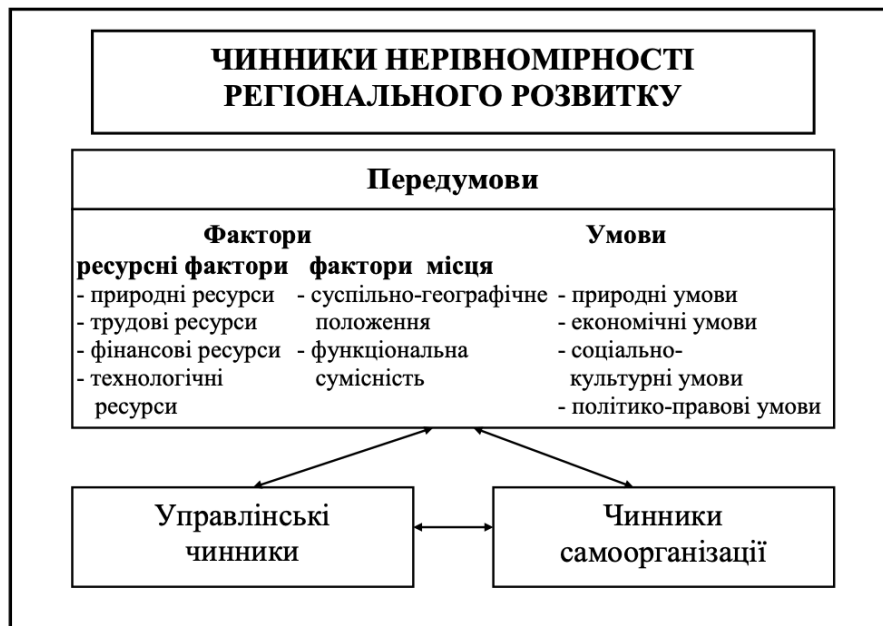 ЧИННИКИ НЕРІВНОМІРНОСТІ
РЕГІОНАЛЬНОГО РОЗВИТКУ
Передумови
Фактори
ресурсні фактори
- природні ресурси
- трудові ресурси
- фінансові ресурси
- технологічні
ресурси
фактори місця
- суспільно-географічне
положення
- функціональна
сумісність
Умови
- природні умови
- економічні умови
- соціально-
культурні умови
- політико-правові умови
Управлінські
чинники
Чинники
самоорганізації